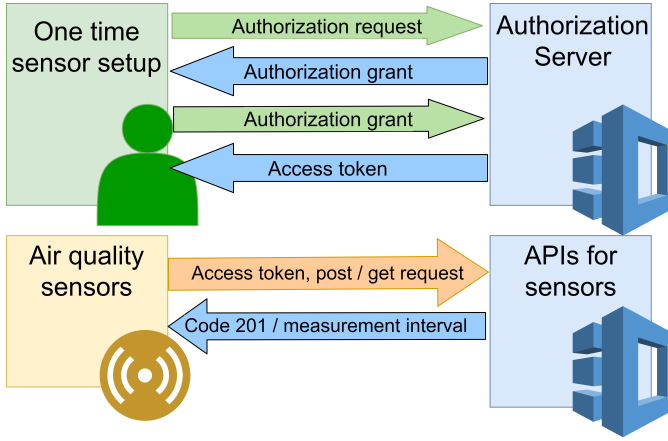 One time
sensor setup
Authorization request
Authorization
Server
Authorization grant
Authorization grant
Access token
Air quality
sensors
Access token, post / get request
APIs for
sensors
Code 201 / measurement interval